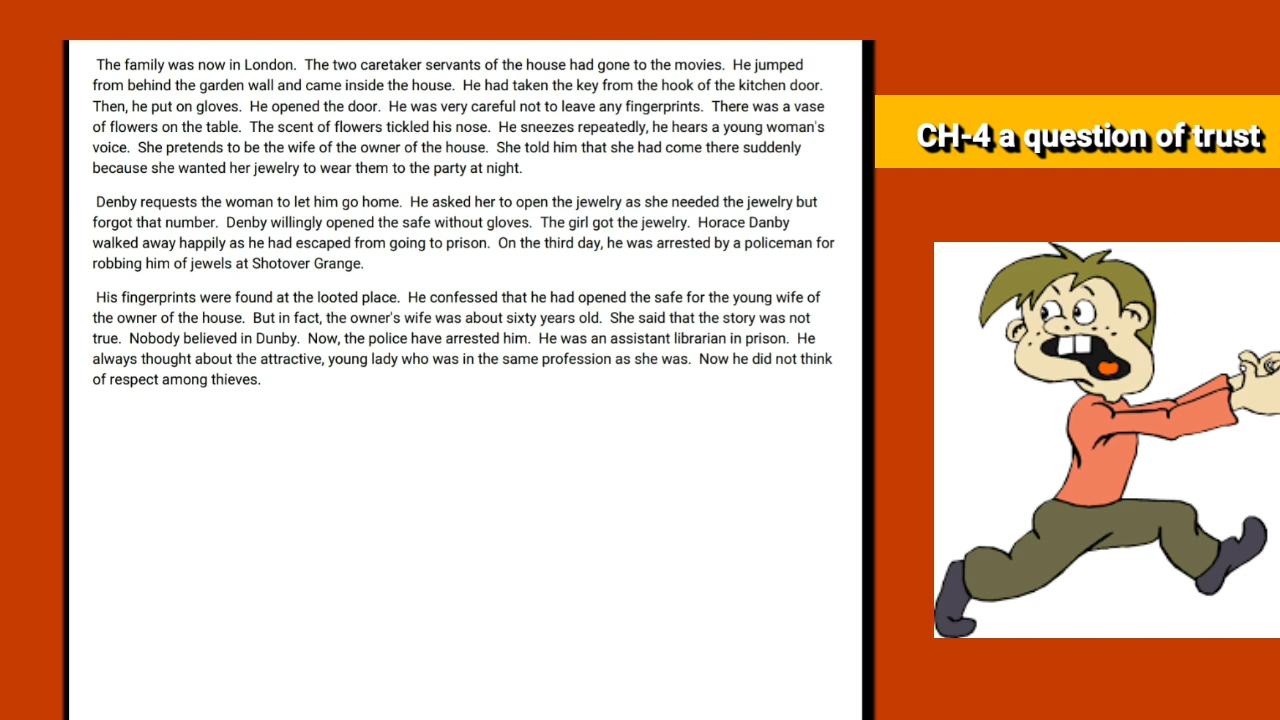 The family was now in London. The two caretaker servants of the house had gone to the movies. He jumped
from behind the garden wall and came inside the house. He had taken the key from the hook of the kitchen door.
Then, he put on gloves. He opened the door. He was very careful not to leave any fingerprints. There was a vase
of flowers on the table. The scent of flowers tickled his nose. He sneezes repeatedly, he hears a young woman's
voice. She pretends to be the wife of the owner of the house. She told him that she had come there suddenly
because she wanted her jewelry to wear them to the party at night.
Denby requests the woman to let him go home. He asked her to open the jewelry as she needed the jewelry but
forgot that number. Denby willingly opened the safe without gloves. The girl got the jewelry. Horace Danby
walked away happily as he had escaped from going to prison. On the third day, he was arrested by a policeman for
robbing him of jewels at Shotover Grange.
His fingerprints were found at the looted place. He confessed that he had opened the safe for the young wife of
the owner of the house. But in fact, the owner's wife was about sixty years old. She said that the story was not
true. Nobody believed in Dunby. Now, the police have arrested him. He was an assistant librarian in prison. He
always thought about the attractive, young lady who was in the same profession as she was. Now he did not think
of respect among thieves.
CH-4 a question of trust